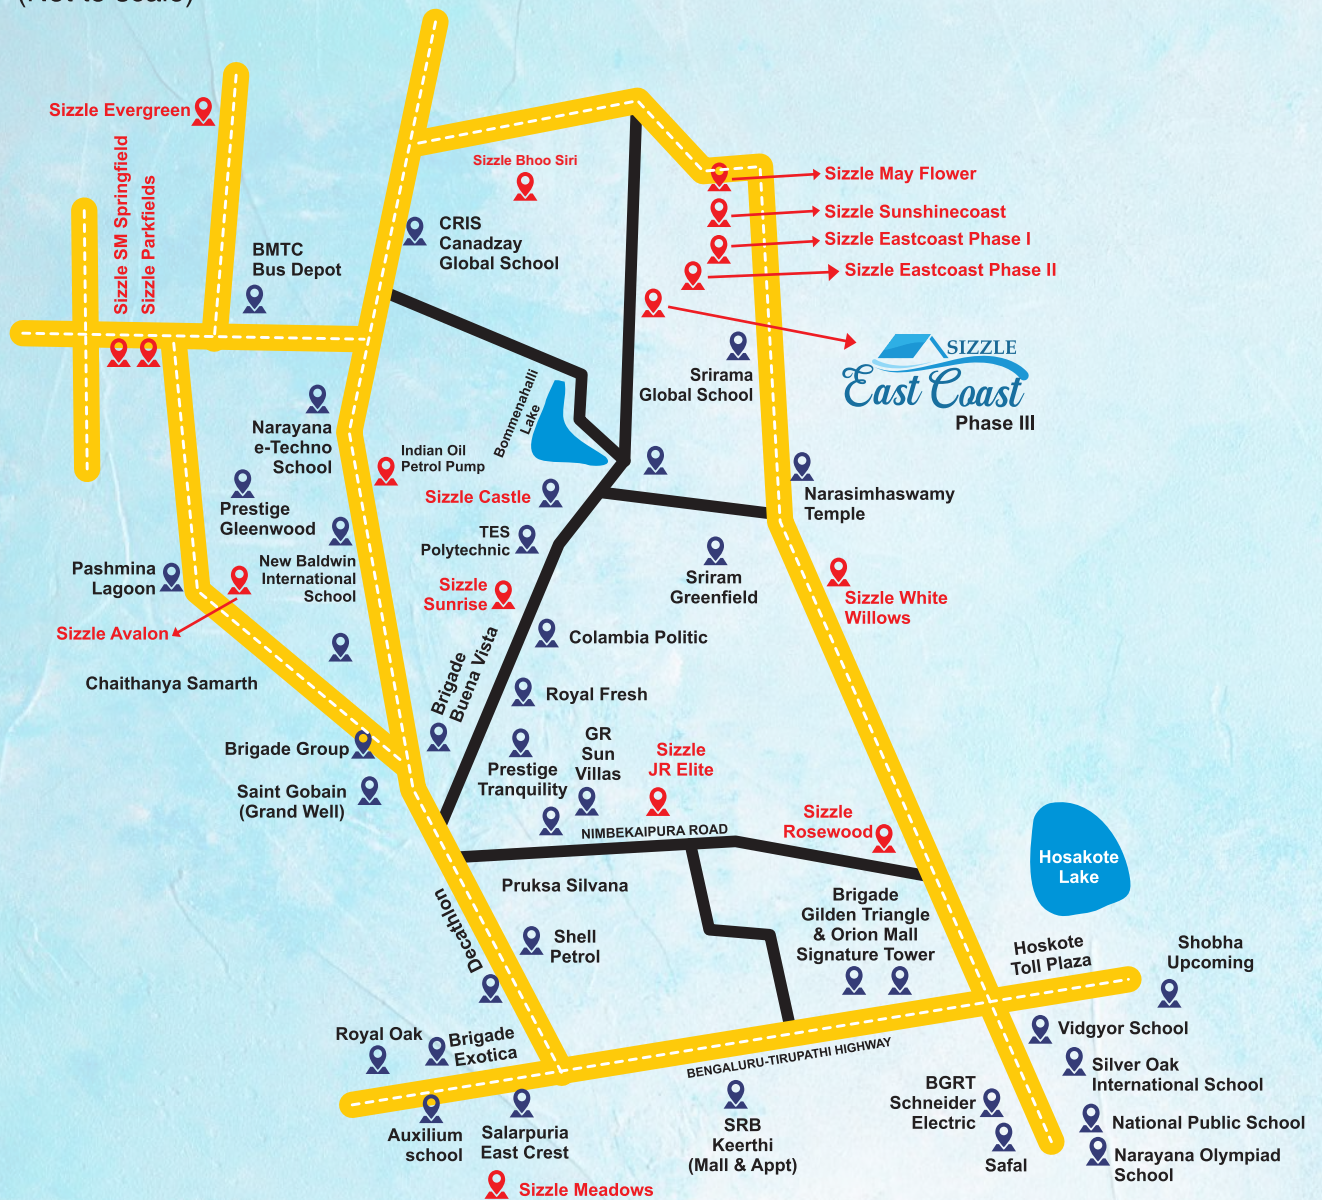 (Not to scale)
Sizzle Evergreen
Sizzle SM Springfield
Sizzle Parkfields
BMTC
Bus Depot
Sizzle Bhoo Siri
CRIS
Canadzay
Global School
Sizzle May Flower
Sizzle Sunshinecoast
Sizzle Eastcoast Phase I
Sizzle Eastcoast Phase II
SIZZLE
East Coast
Phase III
Srirama
Global School
Bommenahalli
Lake
Narayana
e-Techno
School
Indian Oil
Petrol Pump
Sizzle Castle
Narasimhaswamy
Temple
Prestige
Gleenwood
TES
Polytechnic
New Baldwin
International
School
Pashmina
Lagoon
Sizzle
Sunrise
Sriram
Greenfield
Sizzle White
Willows
Sizzle Avalon
Colambia Politic
Brigade
Buena Vista
Chaithanya Samarth
Royal Fresh
Brigade Group
Prestige
Tranquility
GR
Sun
Villas
Sizzle
JR Elite
Saint Gobain
(Grand Well)
Sizzle
Rosewood
NIMBEKAIPURA ROAD
Hosakote
Lake
Pruksa Silvana
Decathlon
Shell
Petrol
Brigade
Gilden Triangle
& Orion Mall
Signature Tower
Hoskote
Toll Plaza
Shobha
Upcoming
Royal Oak
Brigade
Exotica
BENGALURU-TIRUPATHI HIGHWAY
Vidgyor School
Silver Oak
International School
BGRT
Schneider
Electric
National Public School
Auxilium
school
Salarpuria
East Crest
SRB
Keerthi
(Mall & Appt)
Safal
Narayana Olympiad
School
Sizzle Meadows